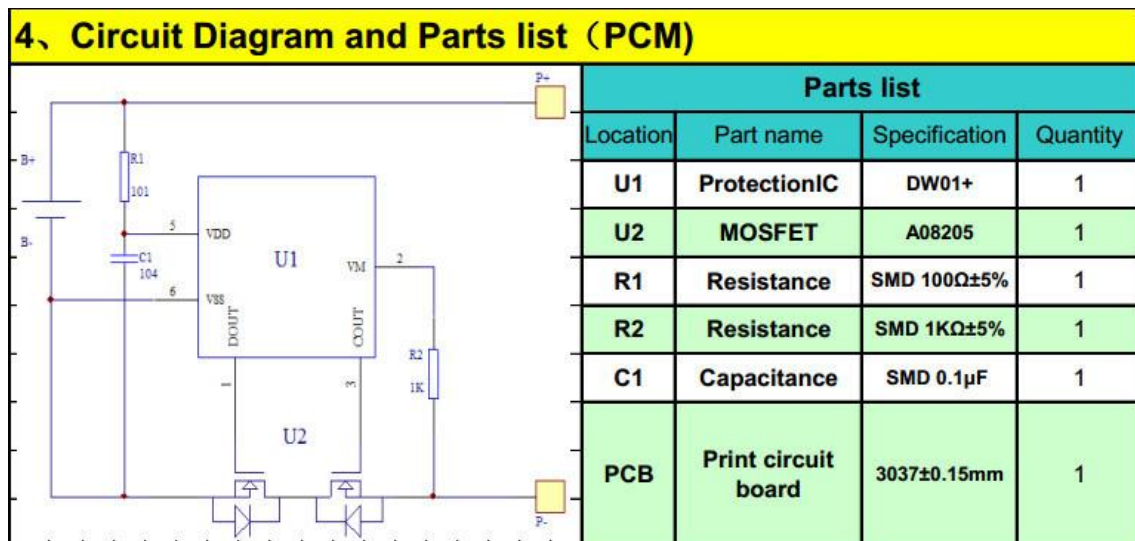 4、Circuit Diagram and Parts list（PCM)
P+
B+
R1
101
B-
C1
104
5
VDD
6
VSS
U1
VM
2
DOUT
COUT
1
3
R2
1K
U2
P-
Parts list
Location Part name Specification Quantity
U1 ProtectionIC DW01+ 1
U2 MOSFET A08205 1
R1 Resistance SMD 100Ω±5% 1
R2 Resistance SMD 1KΩ±5% 1
C1 Capacitance SMD 0.1μF 1
PCB Print circuit board 3037±0.15mm 1